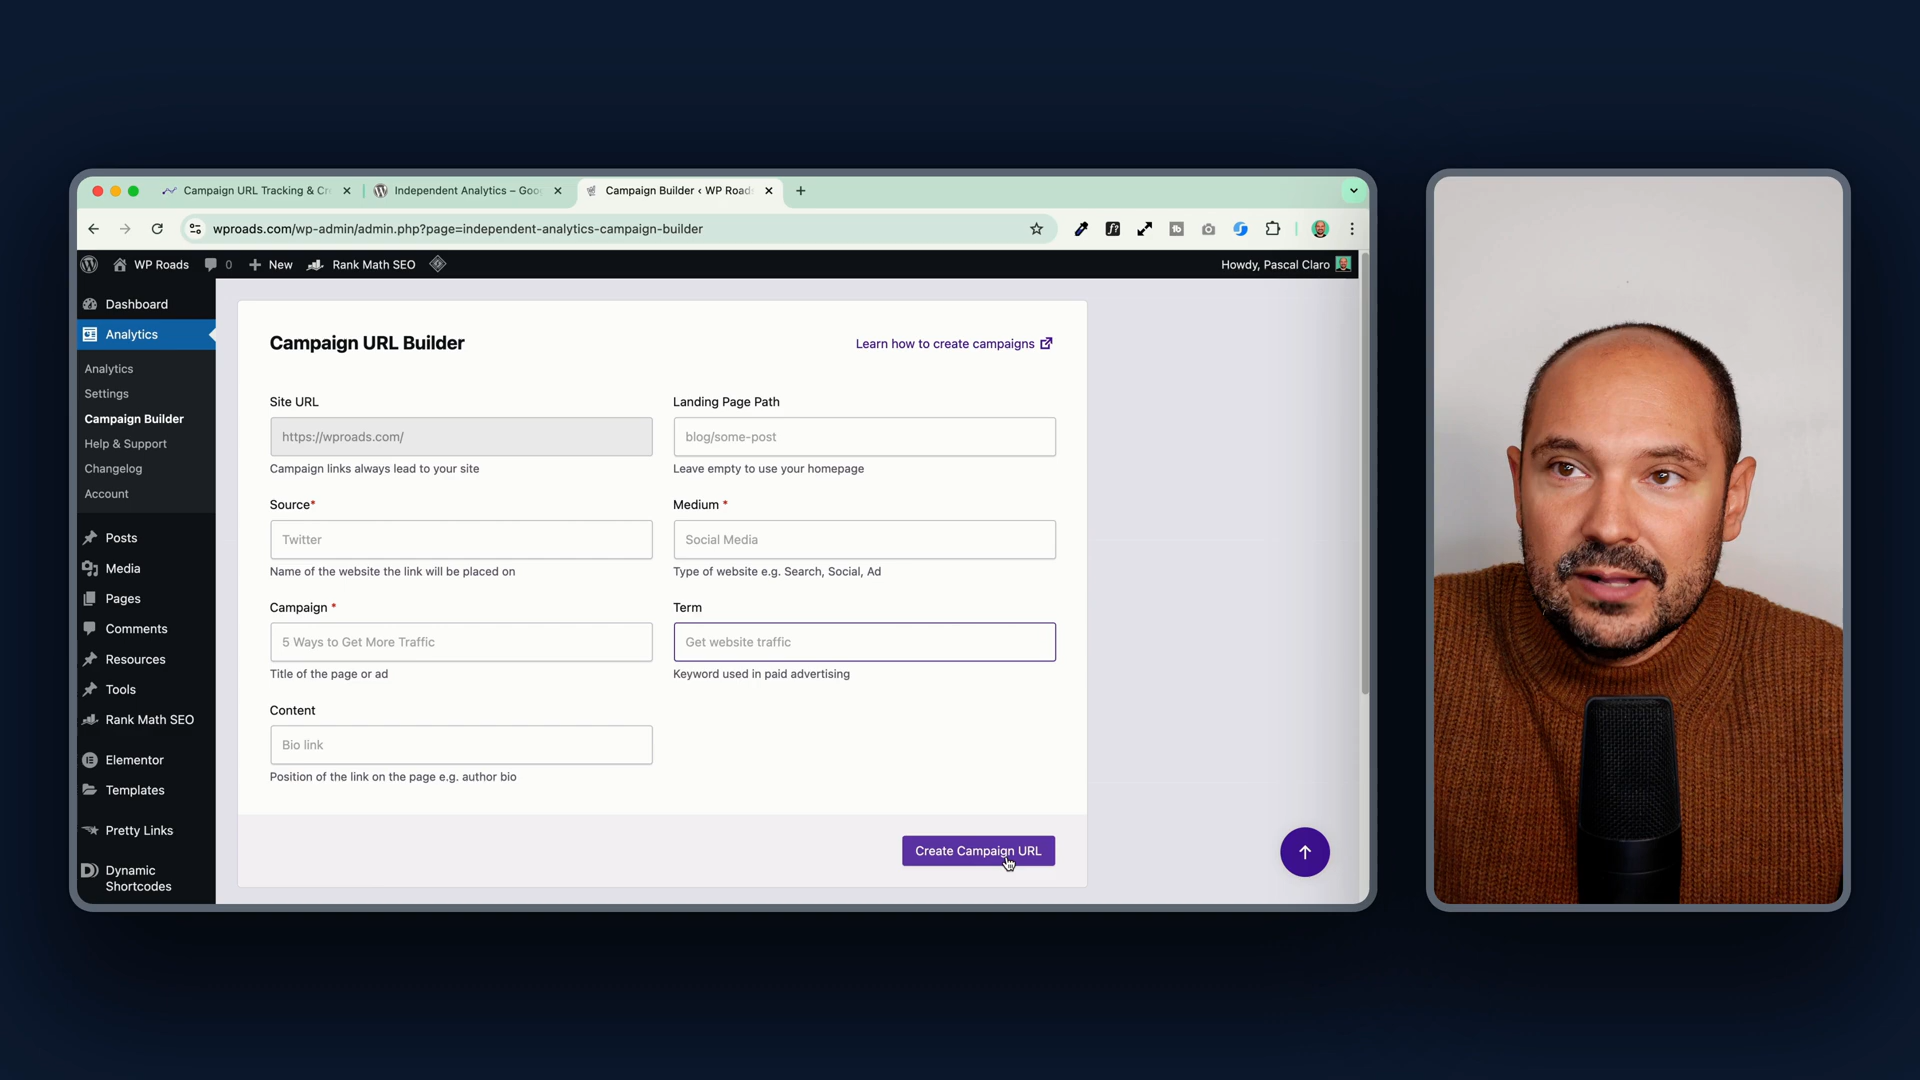 Campaign URL Tracking & Cr
Independent Analytics – Goo
Campaign Builder ‹ WP Road
wproads.com/wp-admin/admin.php?page=independent-analytics-campaign-builder
WP Roads
0
New
Rank Math SEO
Howdy, Pascal Claro
Dashboard
Analytics
Analytics
Settings
Campaign Builder
Help & Support
Changelog
Account
Posts
Media
Pages
Comments
Resources
Tools
Rank Math SEO
Elementor
Templates
Pretty Links
Dynamic
Shortcodes
Campaign URL Builder
Learn how to create campaigns
Site URL
https://wproads.com/
Campaign links always lead to your site
Landing Page Path
blog/some-post
Leave empty to use your homepage
Source*
Twitter
Name of the website the link will be placed on
Medium *
Social Media
Type of website e.g. Search, Social, Ad
Campaign *
5 Ways to Get More Traffic
Title of the page or ad
Term
Get website traffic
Keyword used in paid advertising
Content
Bio link
Position of the link on the page e.g. author bio
Create Campaign URL